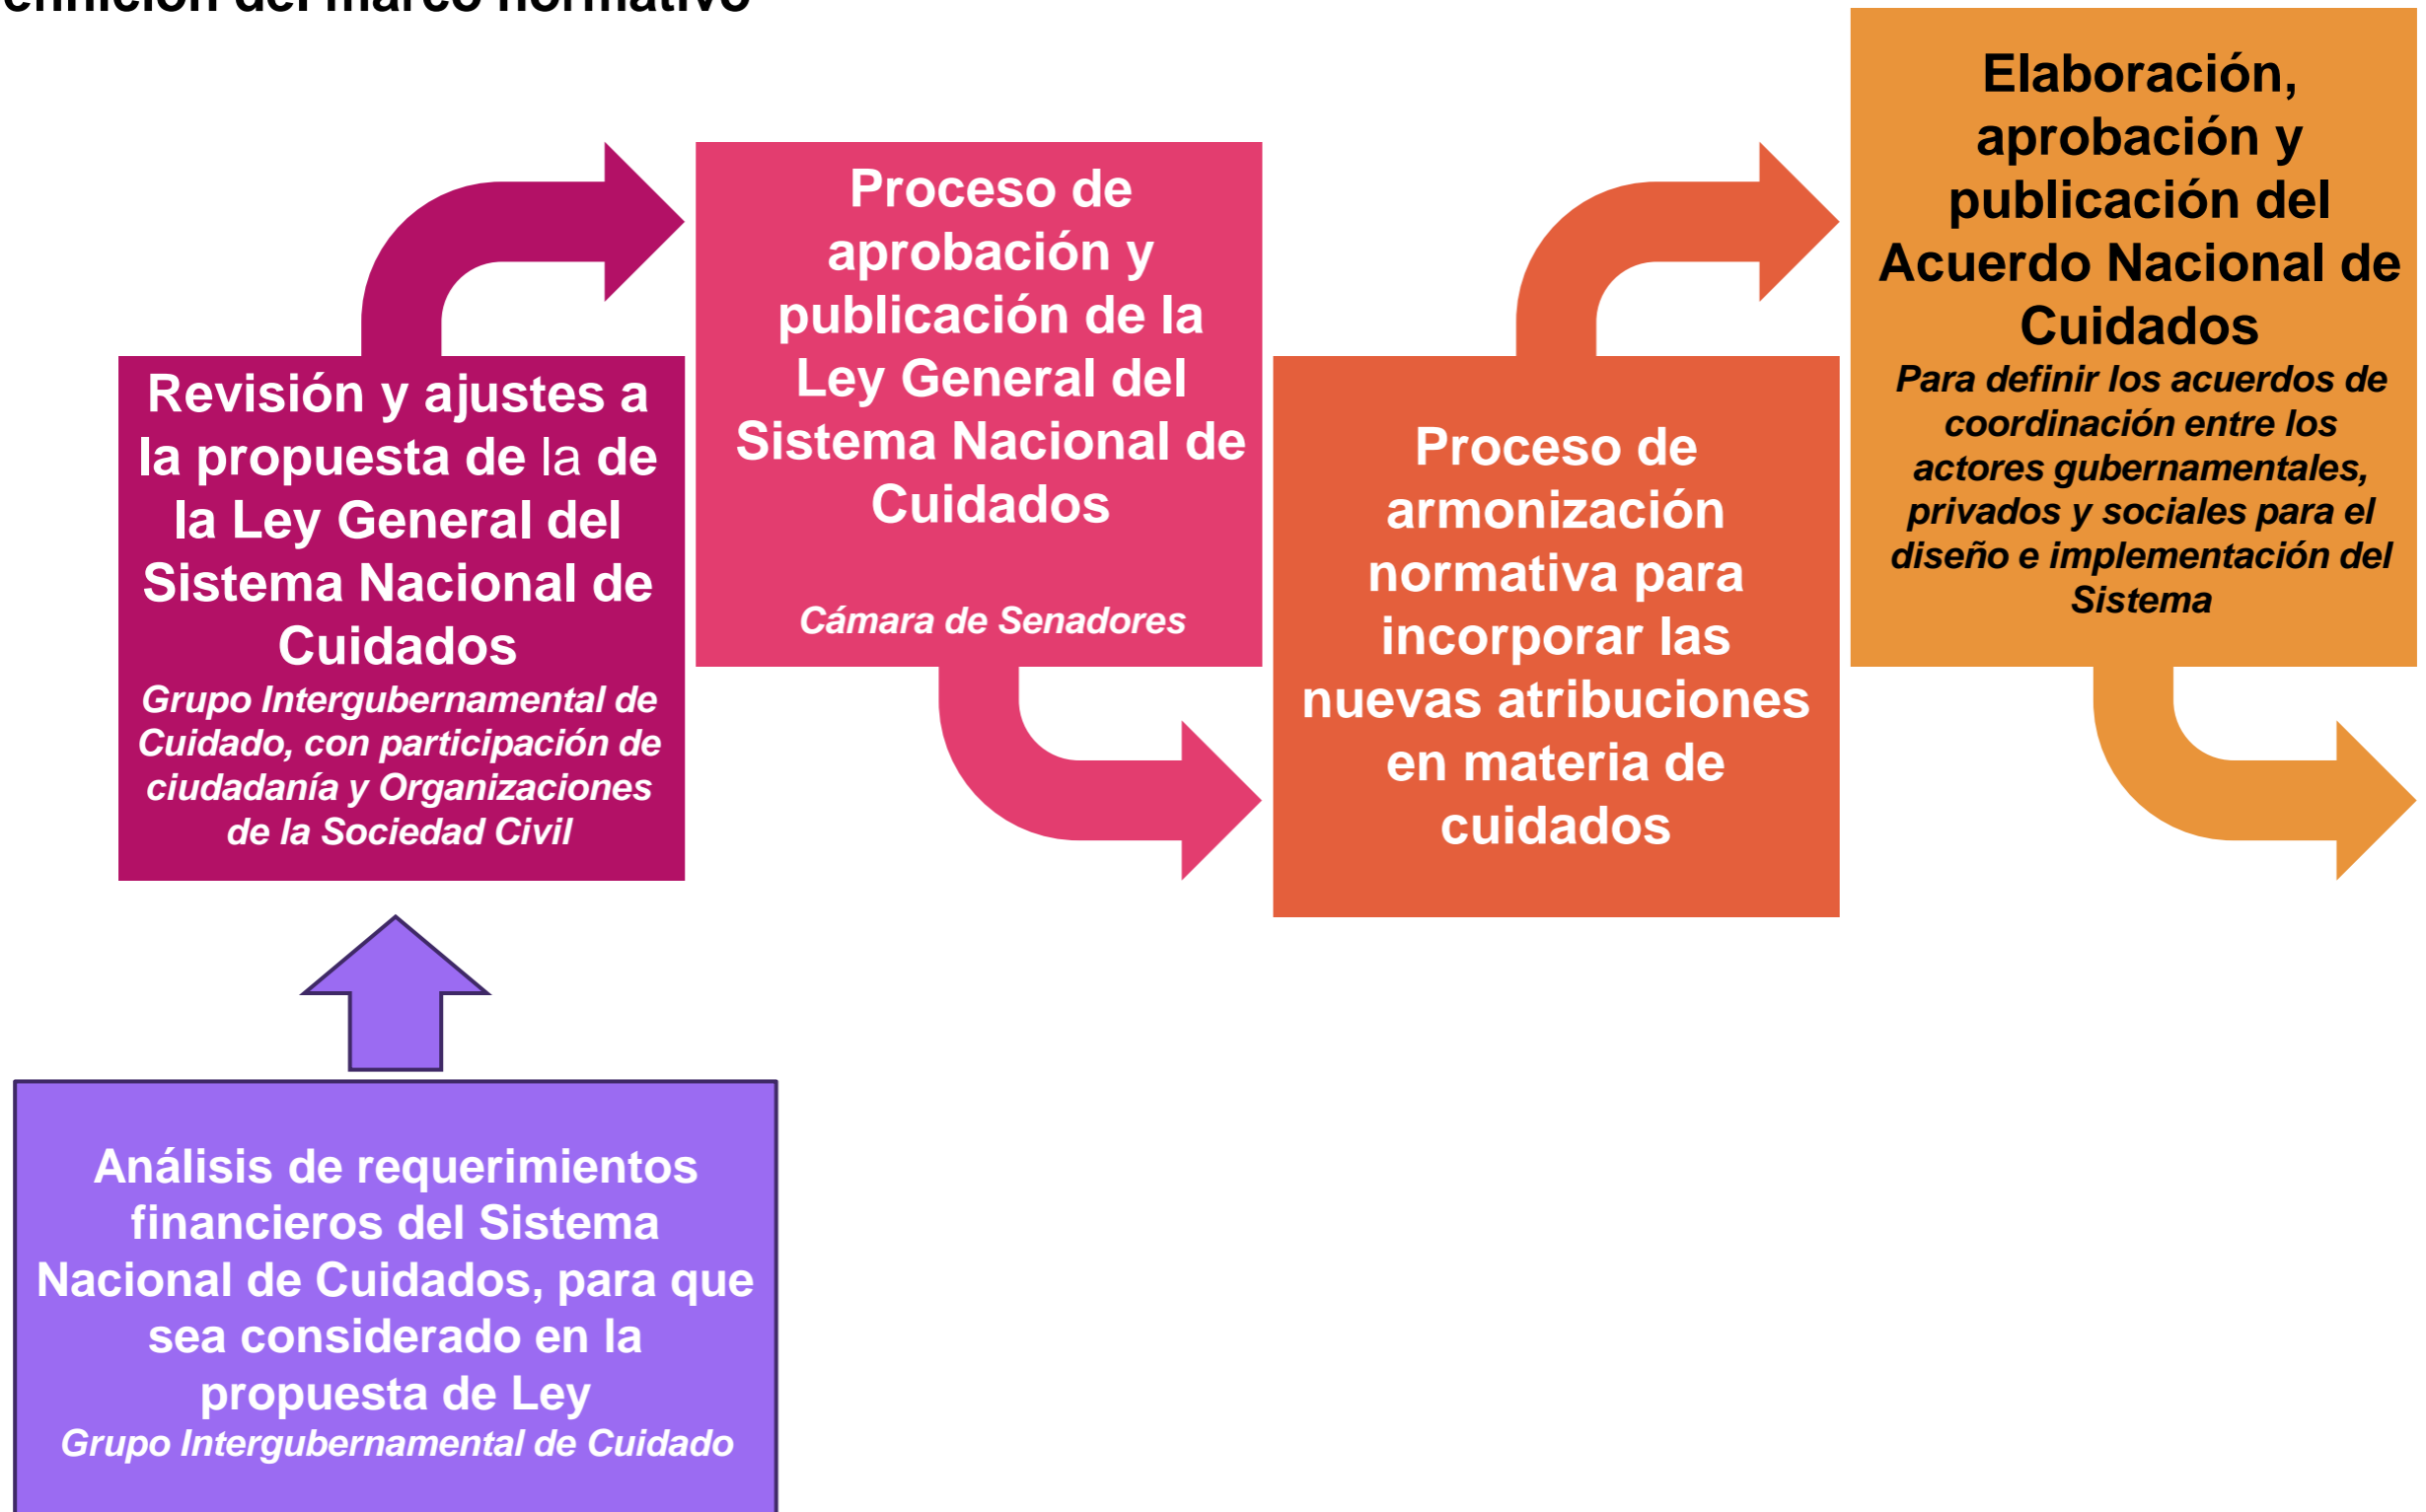 del marco normativo
Revisión y ajustes a
la propuesta de la de
la Ley General del
Sistema Nacional de
Cuidados
Grupo Intergubernamental de
Cuidado, con participación de
ciudadanía y Organizaciones
de la Sociedad Civil
Proceso de
aprobación y
publicación de la
Ley General del
Sistema Nacional de
Cuidados
Cámara de Senadores
Proceso de
armonización
normativa para
incorporar las
nuevas atribuciones
en materia de
cuidados
Elaboración,
aprobación y
publicación del
Acuerdo Nacional de
Cuidados
Para definir los acuerdos de
coordinación entre los
actores gubernamentales,
privados y sociales para el
diseño e implementación del
Sistema
Análisis de requerimientos
financieros del Sistema
Nacional de Cuidados, para que
sea considerado en la
propuesta de Ley
Grupo Intergubernamental de Cuidado